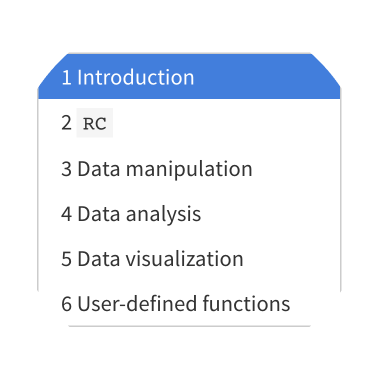 1 Introduction
2 RC
3 Data manipulation
4 Data analysis
5 Data visualization
6 User-defined functions